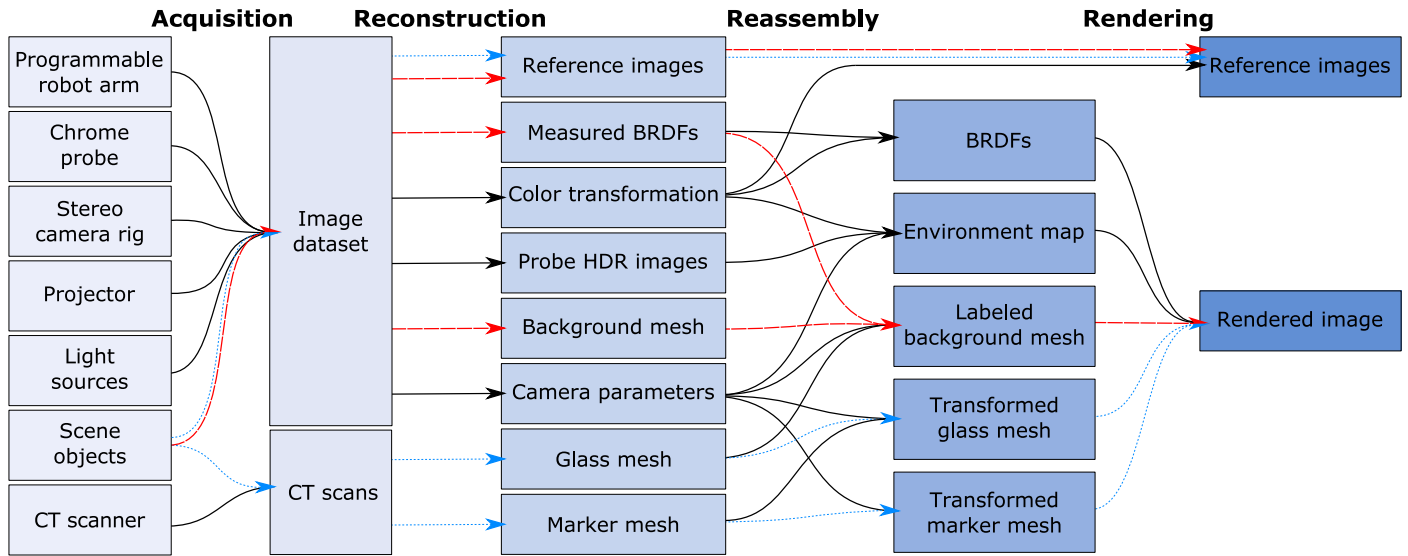 Acquisition
Reconstruction
Reassembly
Rendering
Programmable
robot arm
Chrome
probe
Stereo
camera rig
Projector
Light
sources
Scene
objects
CT scanner
Image
dataset
CT scans
Reference images
Measured BRDFs
Color transformation
Probe HDR images
Background mesh
Camera parameters
Glass mesh
Marker mesh
BRDFs
Environment map
Labeled
background mesh
Transformed
glass mesh
Transformed
marker mesh
Reference images
Rendered image